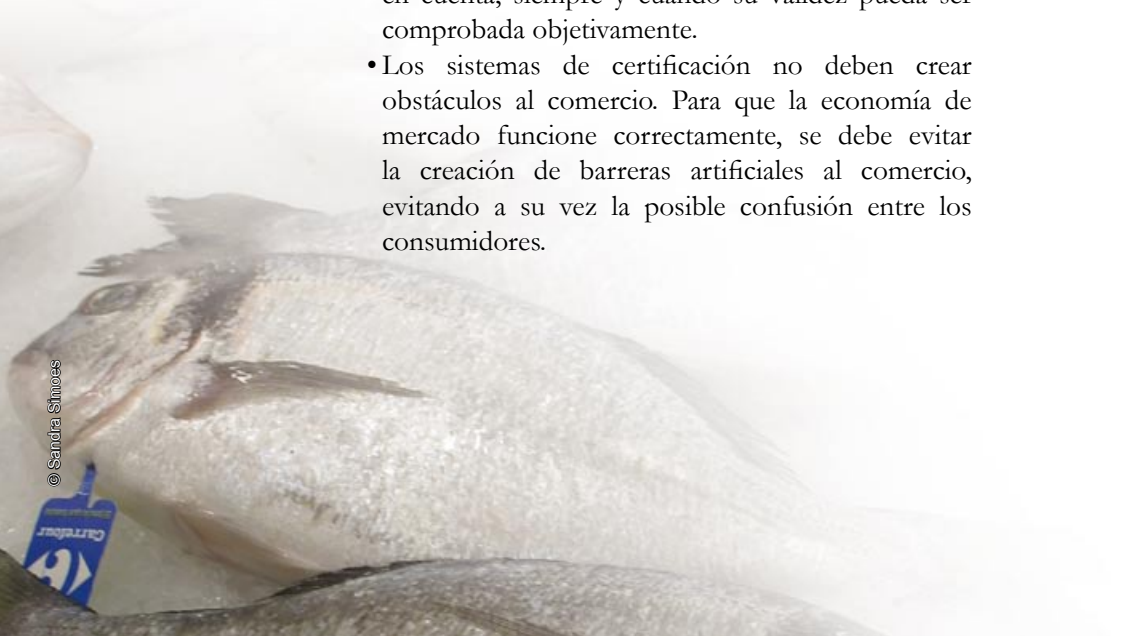 en cuenta, siempre y cuando su validez pueda ser
comprobada objetivamente.
• Los sistemas de certificación no deben crear
obstáculos al comercio. Para que la economía de
mercado funcione correctamente, se debe evitar
la creación de barreras artificiales al comercio,
evitando a su vez la posible confusión entre los
consumidores.
© Sandra Simoes
Carrefour